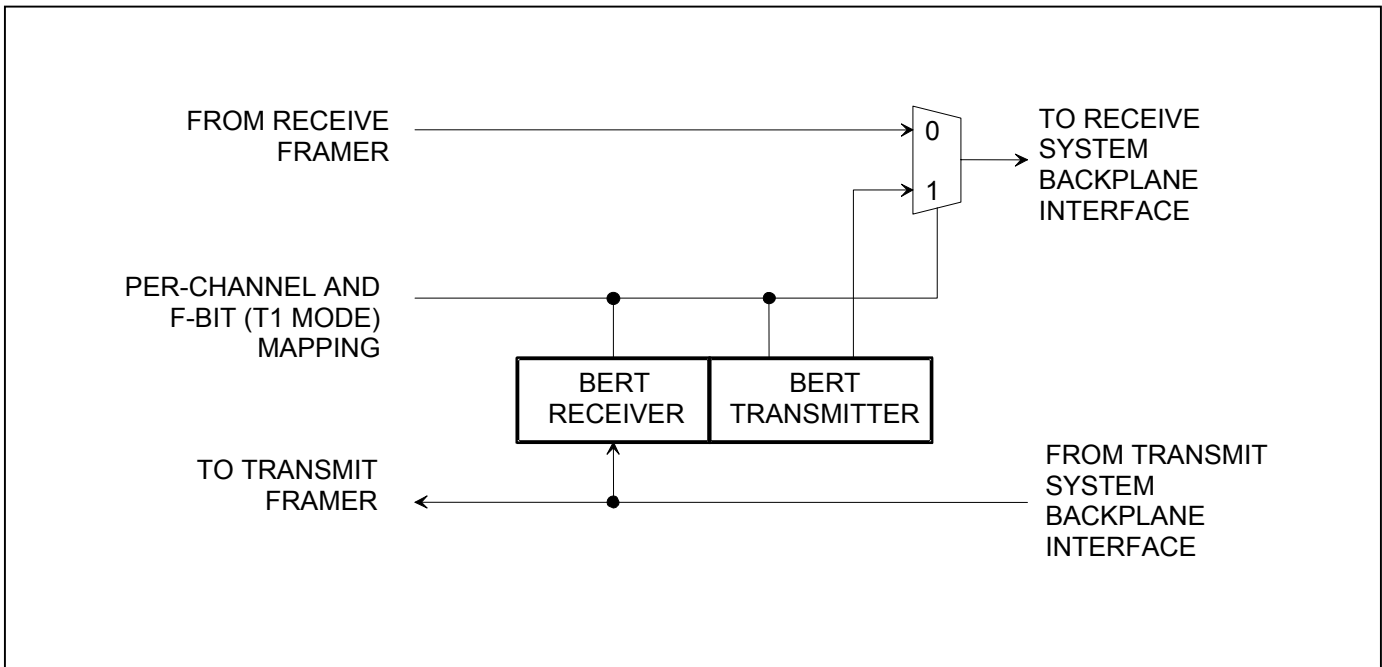 FROM RECEIVE
FRAMER
0
TO RECEIVE
SYSTEM
BACKPLANE
INTERFACE
1
PER-CHANNEL AND
F-BIT (T1 MODE)
MAPPING
BERT
RECEIVER
BERT
TRANSMITTER
TO TRANSMIT
FRAMER
FROM TRANSMIT
SYSTEM
BACKPLANE
INTERFACE